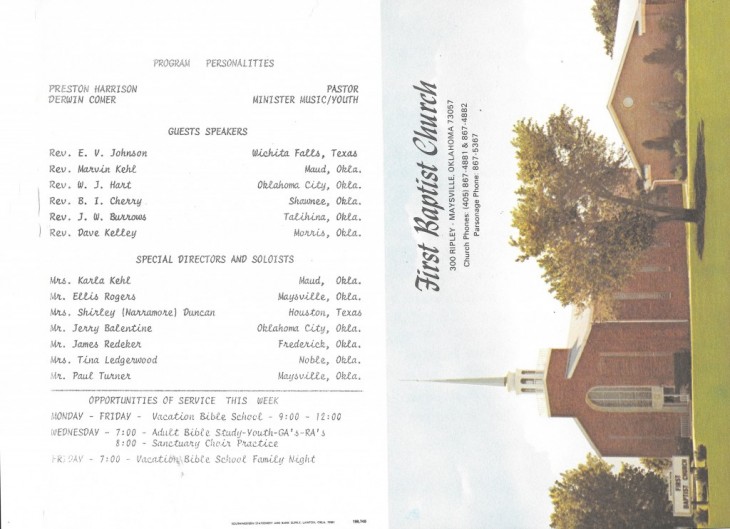 PROGRAM PERSONALITIES
PRESTON HARRISON PASTOR
DERWIN COMER MINISTER MUSIC/YOUTH
GUESTS SPEAKERS
Rev. E. V. Johnson Wichita Falls, Texas
Rev. Marvin Kehl Maud, Okla.
Rev. W. J. Hart Oklahoma City, Okla.
Rev. B. I. Cherry Shawnee, Okla.
Rev. J. W. Burrows Talihina, Okla.
Rev. Dave Kelley Morris, Okla.
SPECIAL DIRECTORS AND SOLOISTS
Mrs. Karla Kehl Maud, Okla.
Mr. Ellis Rogers Maysville, Okla.
Mrs. Shirley (Narramore) Duncan Houston, Texas
Mr. Jerry Balentine Oklahoma City, Okla.
Mr. James Redeker Frederick, Okla.
Mrs. Tina Ledgerwood Noble, Okla.
Mr. Paul Turner Maysville, Okla.
OPPORTUNITIES OF SERVICE THIS WEEK
MONDAY - FRIDAY - Vacation Bible School - 9:00 - 12:00
WEDNESDAY - 7:00 - Adult Bible Study-Youth-GA's-RA's
8:00 - Sanctuary Choir Practice
FRIDAY - 7:00 - Vacation Bible School Family Night
First Baptist Church
300 RIPLEY - MAYSVILLE, OKLAHOMA 73057
Church Phones: (405) 867-4881 & 867-4882
Parsonage Phone: 867-5367
FIRST
BAPTIST CHURCH